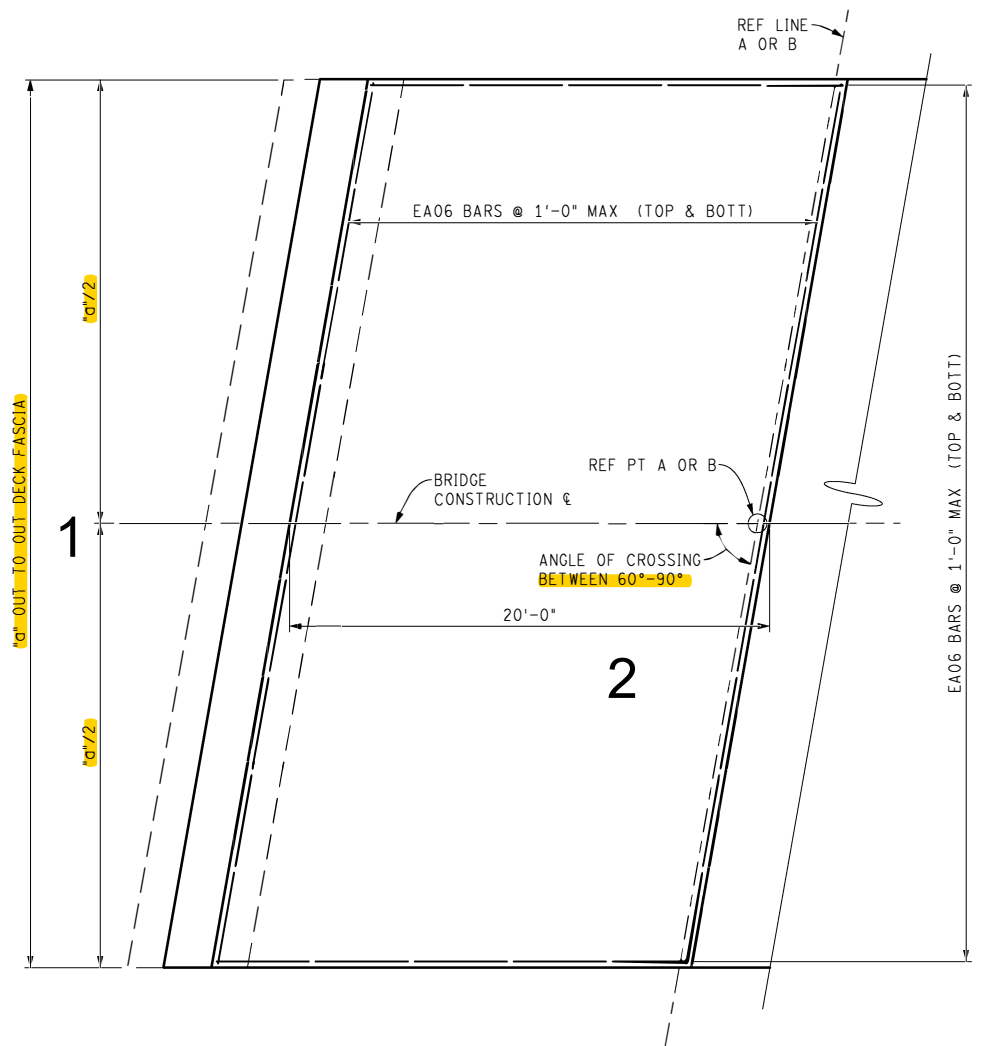 REF LINE
A OR B
EA06 BARS @ 1'-0" MAX (TOP & BOTT)
"a"/2
"a" OUT TO OUT DECK FASCIA
EA06 BARS @ 1'-0" MAX (TOP & BOTT)
REF PT A OR B
BRIDGE
CONSTRUCTION ℄
1
ANGLE OF CROSSING
BETWEEN 60°-90°
20'-0"
2
"a"/2